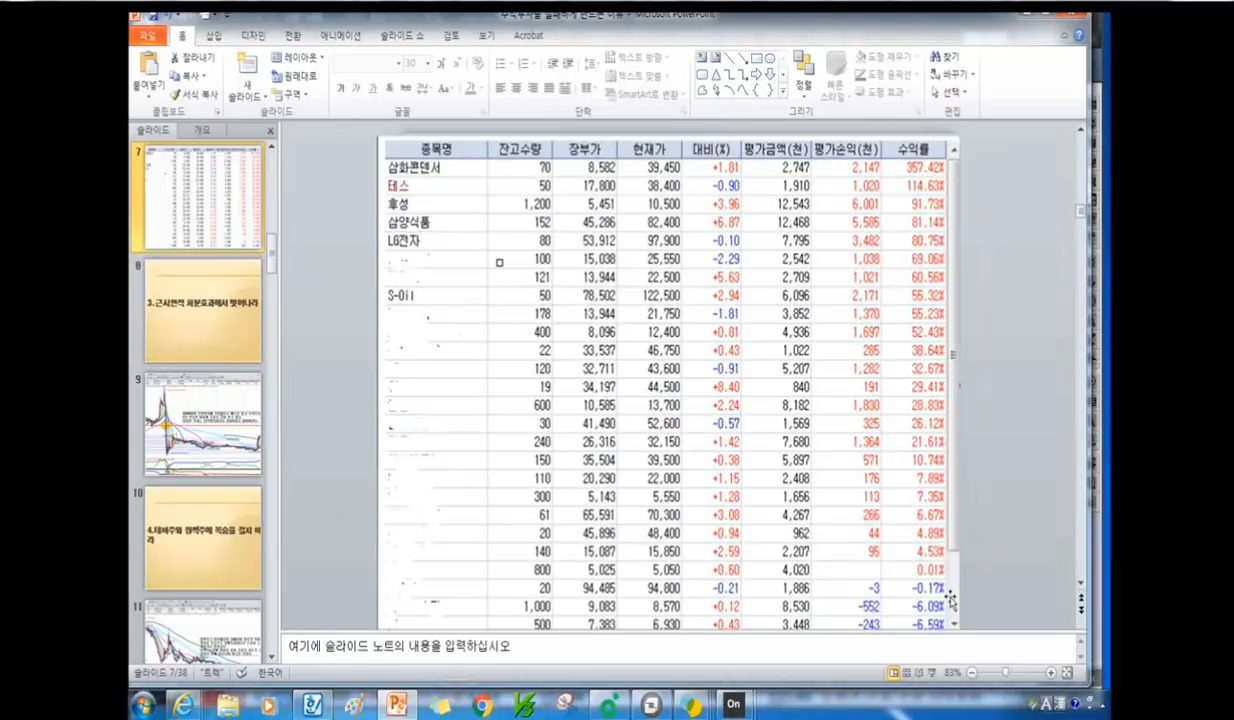 Microsoft PowerPoint
파일 홈 삽입 디자인 전환 애니메이션 슬라이드 쇼 검토 보기 Acrobat
잘라내기 레이아웃 30 텍스트 방향 도형 채우기 찾기
복사 원래대로 텍스트 맞춤 도형 윤곽선 바꾸기
붙여넣기 서식 복사 새 슬라이드 구역 SmartArt로 변환 정렬 빠른 스타일 도형 효과 선택
클립보드 슬라이드 글꼴 단락 그리기 편집
슬라이드 개요
종목명 잔고수량 장부가 현재가 대비(%) 평가금액(천) 평가손익(천) 수익률
삼화콘덴서 70 8,582 39,450 +1.81 2,747 2,147 357.42%
테스 50 17,800 38,400 -0.90 1,910 1,020 114.63%
후성 1,200 5,451 10,500 +3.96 12,543 6,001 91.73%
삼양식품 152 45,286 82,400 +6.87 12,468 5,585 81.14%
LG전자 80 53,912 97,900 -0.10 7,795 3,482 80.75%
100 15,038 25,550 -2.29 2,542 1,038 69.06%
121 13,944 22,500 +5.63 2,709 1,021 60.56%
S-Oil 50 78,502 122,500 +2.94 6,096 2,171 55.32%
178 13,944 21,750 -1.81 3,852 1,370 55.23%
400 8,096 12,400 +0.81 4,936 1,697 52.43%
22 33,537 46,750 +0.43 1,022 285 38.64%
120 32,711 43,600 -0.91 5,207 1,282 32.67%
19 34,197 44,500 +8.40 840 191 29.41%
600 10,585 13,700 +2.24 8,182 1,830 28.83%
30 41,490 52,600 -0.57 1,569 325 26.12%
240 26,316 32,150 +1.42 7,680 1,364 21.61%
150 35,504 39,500 +0.38 5,897 571 10.74%
110 20,290 22,000 +1.15 2,408 176 7.89%
300 5,143 5,550 +1.28 1,656 113 7.35%
61 65,591 70,300 +3.08 4,267 266 6.67%
20 45,896 48,400 +0.94 962 44 4.89%
140 15,087 15,850 +2.59 2,207 95 4.53%
800 5,025 5,050 +0.60 4,020 0.01%
20 94,485 94,800 -0.21 1,886 -3 -0.17%
1,000 9,083 8,570 +0.12 8,530 -552 -6.09%
500 7,383 6,930 +0.43 3,448 -243 -6.59%
7
8
3. 근시안적 처분효과에서 벗어나라
9
10
4.테마주와 정책주에 목숨을 걸지 마라
11
여기에 슬라이드 노트의 내용을 입력하십시오
슬라이드 7/38 "트렉" 한국어 83%
On
A 漢